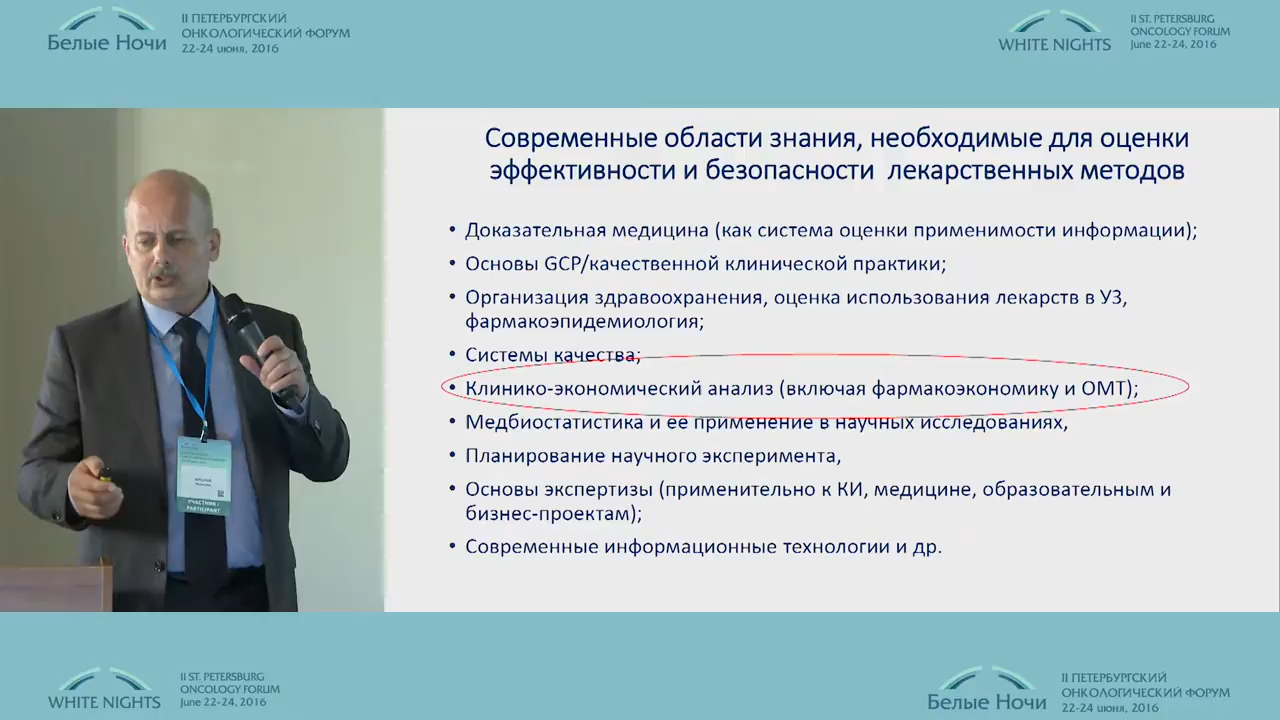 Белые Ночи
II ПЕТЕРБУРГСКИЙ
ОНКОЛОГИЧЕСКИЙ ФОРУМ
22-24 июня, 2016
WHITE NIGHTS
II ST. PETERSBURG
ONCOLOGY FORUM
June 22-24, 2016
Современные области знания, необходимые для оценки
эффективности и безопасности лекарственных методов
• Доказательная медицина (как система оценки применимости информации);
• Основы GCP/качественной клинической практики;
• Организация здравоохранения, оценка использования лекарств в УЗ,
фармакоэпидемиология;
• Системы качества;
• Клинико-экономический анализ (включая фармакоэкономику и ОМТ);
• Медбиостатистика и ее применение в научных исследованиях,
• Планирование научного эксперимента,
• Основы экспертизы (применительно к КИ, медицине, образовательным и
бизнес-проектам);
• Современные информационные технологии и др.
УЧАСТНИК /
PARTICIPANT
WHITE NIGHTS
II ST. PETERSBURG
ONCOLOGY FORUM
June 22-24, 2016
Белые Ночи
II ПЕТЕРБУРГСКИЙ
ОНКОЛОГИЧЕСКИЙ ФОРУМ
22-24 июня, 2016